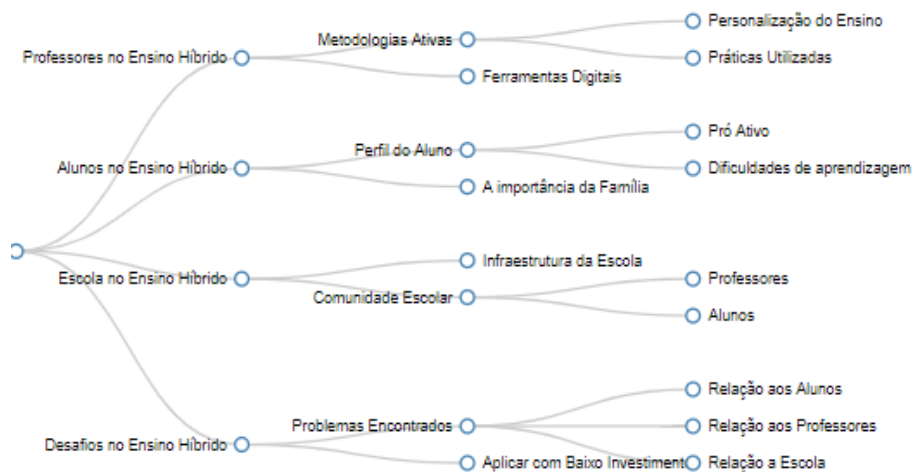 Personalização do Ensino
Metodologias Ativas
Professores no Ensino Híbrido
Práticas Utilizadas
Ferramentas Digitais
Pró Ativo
Perfil do Aluno
Alunos no Ensino Híbrido
Dificuldades de aprendizagem
A importância da Família
Infraestrutura da Escola
Escola no Ensino Híbrido
Professores
Comunidade Escolar
Alunos
Relação aos Alunos
Problemas Encontrados
Relação aos Professores
Desafios no Ensino Híbrido
Aplicar com Baixo Investiment
Relação a Escola